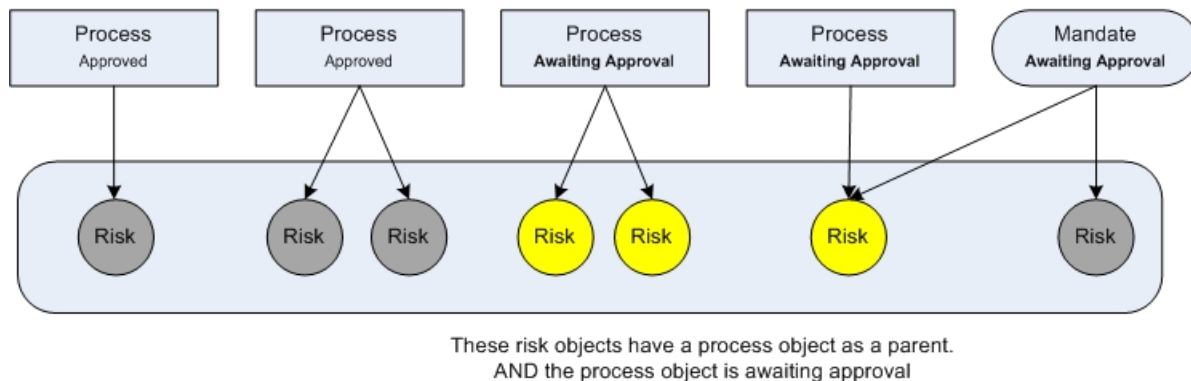 Process
Approved
Process
Approved
Process
Awaiting Approval
Process
Awaiting Approval
Mandate
Awaiting Approval
Risk
Risk
Risk
Risk
Risk
Risk
Risk
These risk objects have a process object as a parent.
AND the process object is awaiting approval